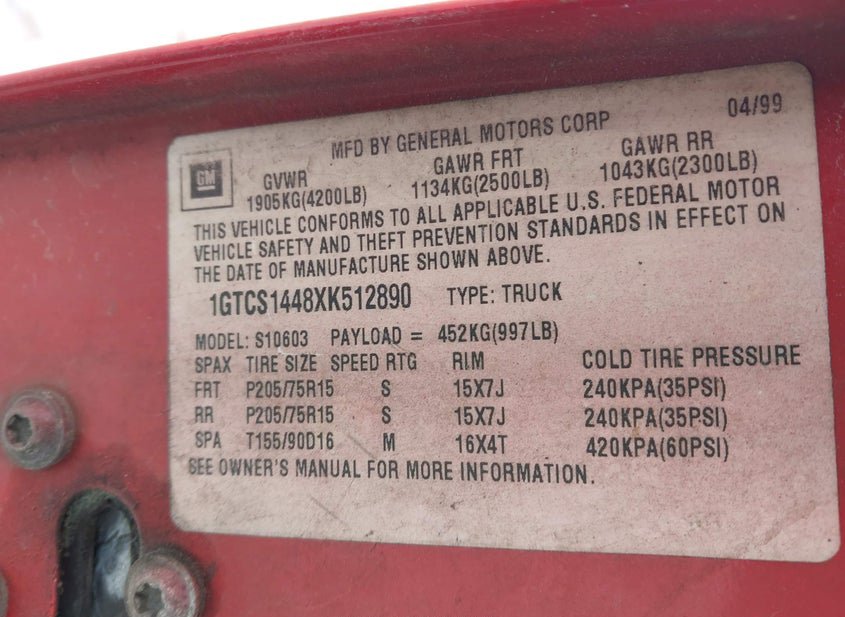 04/99
MFD BY GENERAL MOTORS CORP
GM
GVWR GAWR FRT GAWR RR
1905KG(4200LB) 1134KG(2500LB) 1043KG(2300LB)
THIS VEHICLE CONFORMS TO ALL APPLICABLE U.S. FEDERAL MOTOR
VEHICLE SAFETY AND THEFT PREVENTION STANDARDS IN EFFECT ON
THE DATE OF MANUFACTURE SHOWN ABOVE.
1GTCS1448XK512890 TYPE: TRUCK
MODEL: S10603 PAYLOAD = 452KG(997LB)
SPAX TIRE SIZE SPEED RTG RIM COLD TIRE PRESSURE
FRT P205/75R15 S 15X7J 240KPA(35PSI)
RR P205/75R15 S 15X7J 240KPA(35PSI)
SPA T155/90D16 M 16X4T 420KPA(60PSI)
SEE OWNER'S MANUAL FOR MORE INFORMATION.